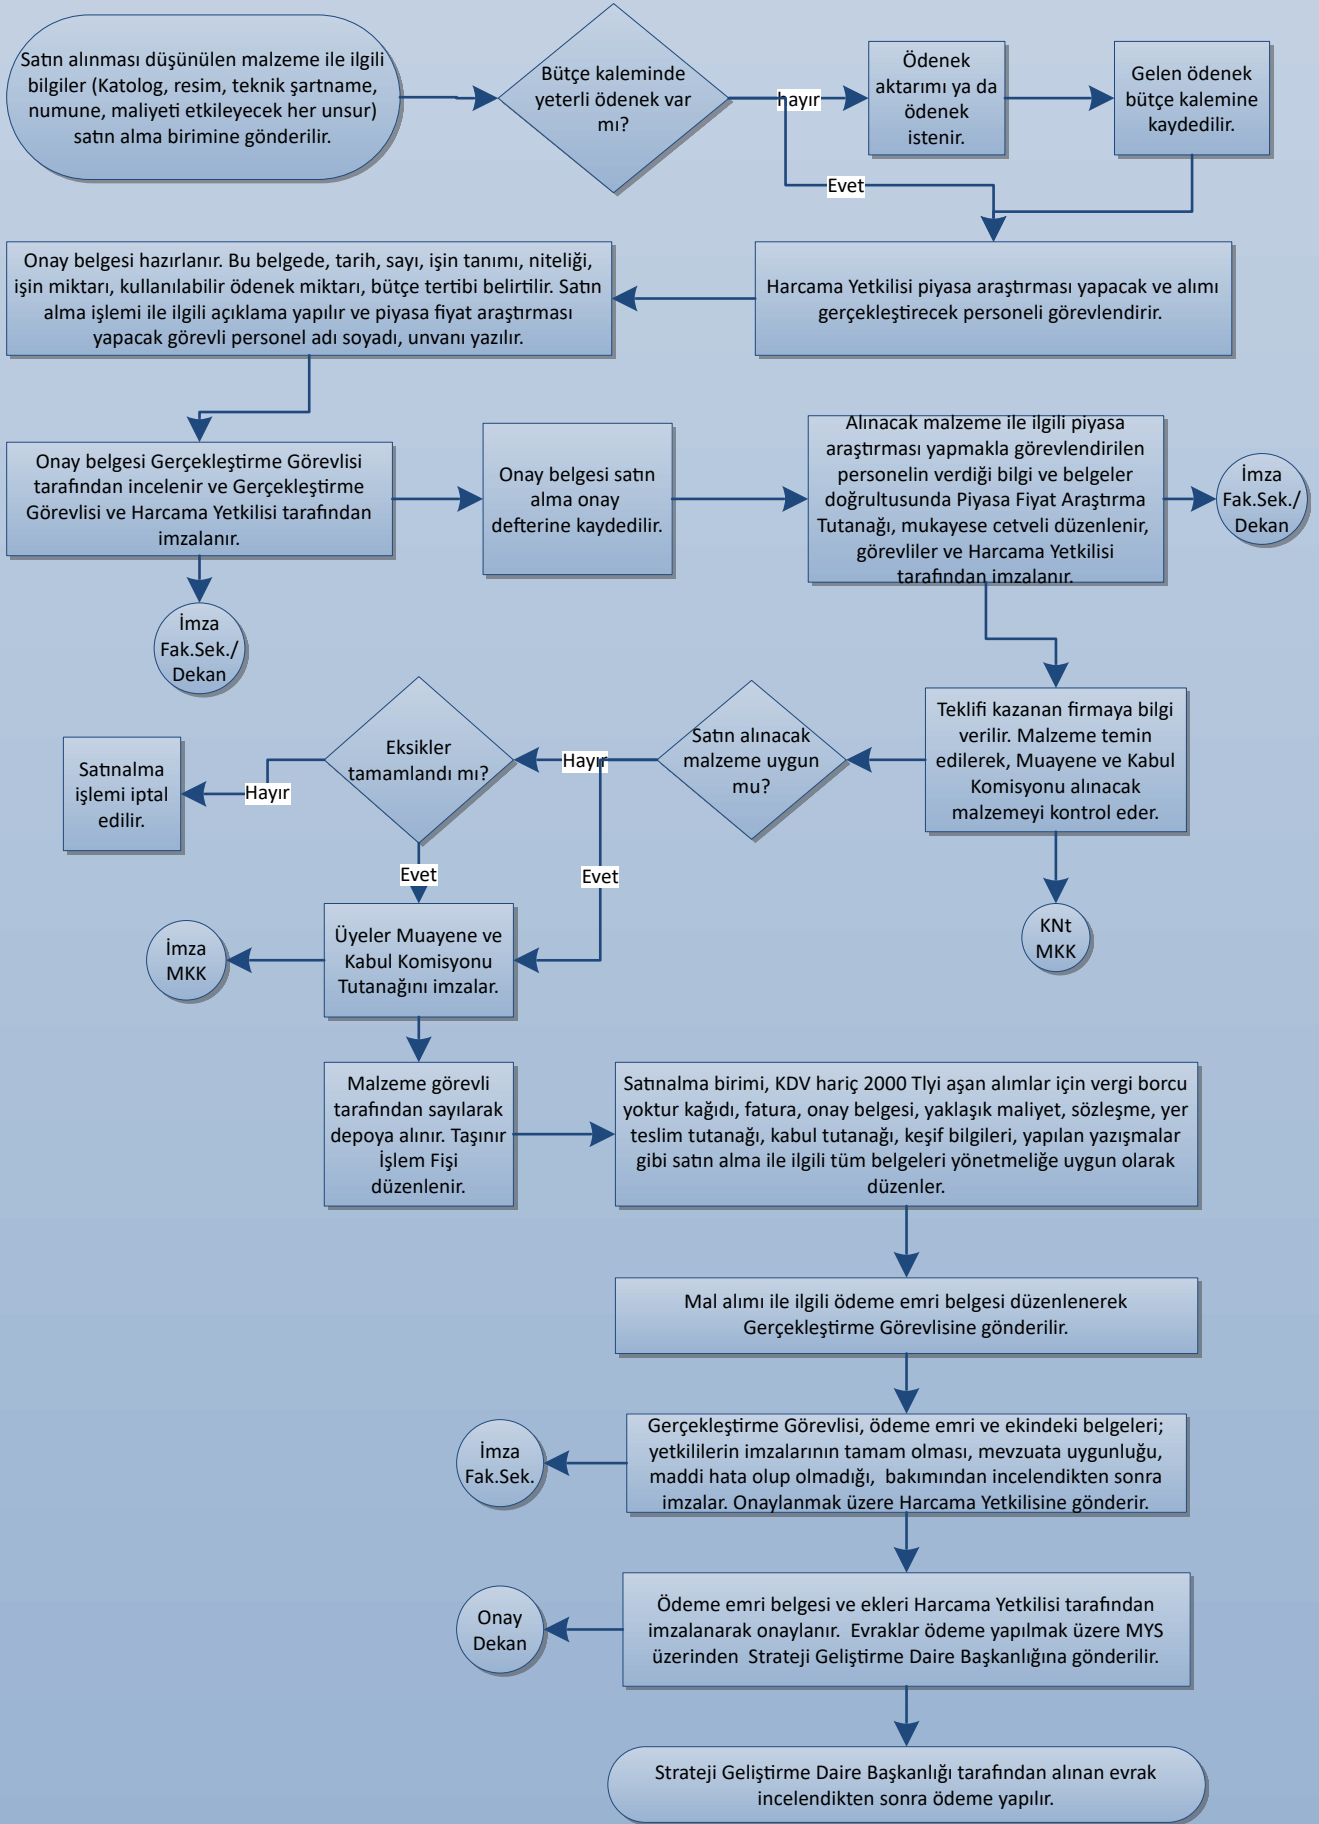 Satın alınması düşünülen malzeme ile ilgili
bilgiler (Katolog, resim, teknik şartname,
numune, maliyeti etkileyecek her unsur)
satın alma birimine gönderilir.
Bütçe kaleminde
yeterli ödenek var
mı?
hayır
Evet
Ödenek
aktarımı ya da
ödenek
istenir.
Gelen ödenek
bütçe kalemine
kaydedilir.
Harcama Yetkilisi piyasa araştırması yapacak ve alımı
gerçekleştirecek personeli görevlendirir.
Onay belgesi hazırlanır. Bu belgede, tarih, sayı, işin tanımı, niteliği,
işin miktarı, kullanılabilir ödenek miktarı, bütçe tertibi belirtilir. Satın
alma işlemi ile ilgili açıklama yapılır ve piyasa fiyat araştırması
yapacak görevli personel adı soyadı, unvanı yazılır.
Onay belgesi Gerçekleştirme Görevlisi
tarafından incelenir ve Gerçekleştirme
Görevlisi ve Harcama Yetkilisi tarafından
imzalanır.
İmza
Fak.Sek./
Dekan
Onay belgesi satın
alma onay
defterine kaydedilir.
Alınacak malzeme ile ilgili piyasa
araştırması yapmakla görevlendirilen
personelin verdiği bilgi ve belgeler
doğrultusunda Piyasa Fiyat Araştırma
Tutanağı, mukayese cetveli düzenlenir,
görevliler ve Harcama Yetkilisi
tarafından imzalanır.
İmza
Fak.Sek./
Dekan
Teklifi kazanan firmaya bilgi
verilir. Malzeme temin
edilerek, Muayene ve Kabul
Komisyonu alınacak
malzemeyi kontrol eder.
KNt
MKK
Satın alınacak
malzeme uygun
mu?
Hayır
Evet
Eksikler
tamamlandı mı?
Hayır
Evet
Satınalma
işlemi iptal
edilir.
Üyeler Muayene ve
Kabul Komisyonu
Tutanağını imzalar.
İmza
MKK
Malzeme görevli
tarafından sayılarak
depoya alınır. Taşınır
İşlem Fişi
düzenlenir.
Satınalma birimi, KDV hariç 2000 Tlyi aşan alımlar için vergi borcu
yoktur kağıdı, fatura, onay belgesi, yaklaşık maliyet, sözleşme, yer
teslim tutanağı, kabul tutanağı, keşif bilgileri, yapılan yazışmalar
gibi satın alma ile ilgili tüm belgeleri yönetmeliğe uygun olarak
düzenler.
Mal alımı ile ilgili ödeme emri belgesi düzenlenerek
Gerçekleştirme Görevlisine gönderilir.
Gerçekleştirme Görevlisi, ödeme emri ve ekindeki belgeleri;
yetkililerin imzalarının tamam olması, mevzuata uygunluğu,
maddi hata olup olmadığı, bakımından incelendikten sonra
imzalar. Onaylanmak üzere Harcama Yetkilisine gönderir.
İmza
Fak.Sek.
Ödeme emri belgesi ve ekleri Harcama Yetkilisi tarafından
imzalanarak onaylanır. Evraklar ödeme yapılmak üzere MYS
üzerinden Strateji Geliştirme Daire Başkanlığına gönderilir.
Onay
Dekan
Strateji Geliştirme Daire Başkanlığı tarafından alınan evrak
incelendikten sonra ödeme yapılır.